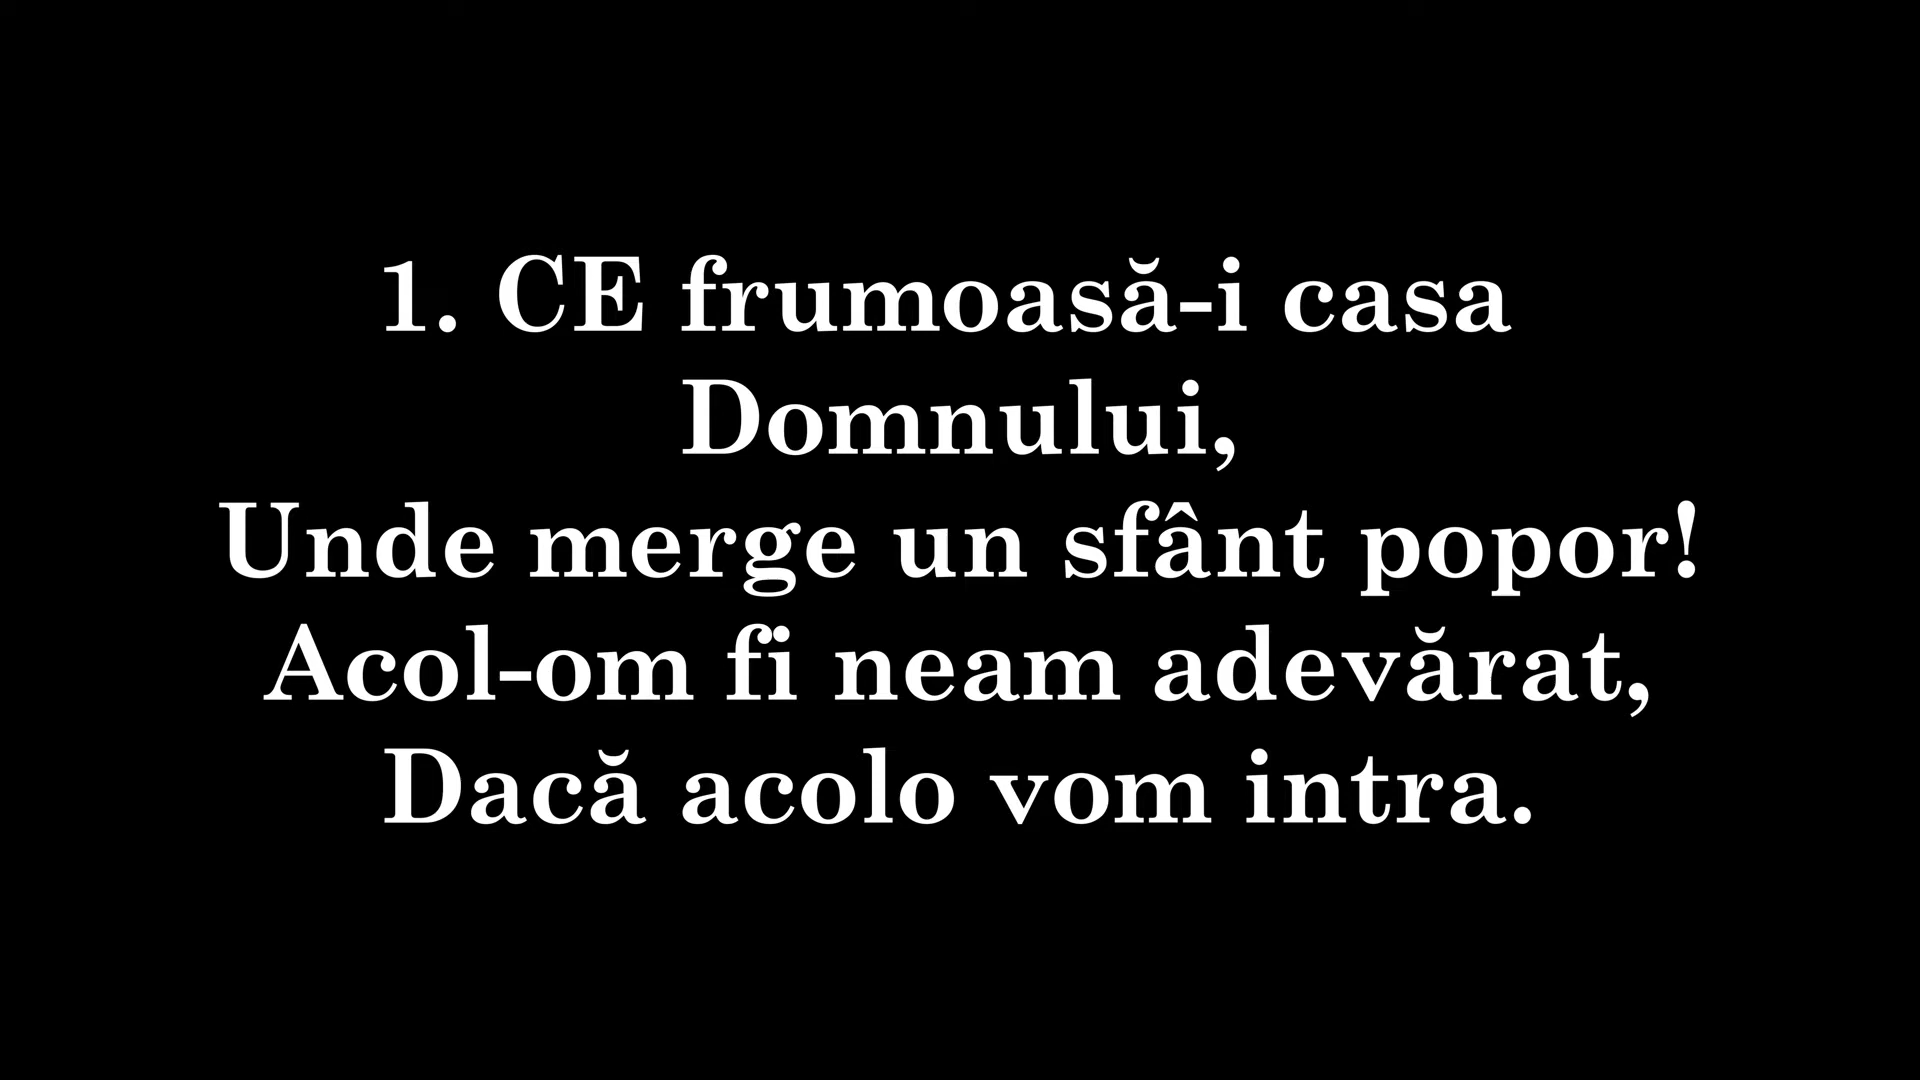 1. CE frumoasă-i casa
Domnului,
Unde merge un sfânt popor!
Acol-om fi neam adevărat,
Dacă acolo vom intra.